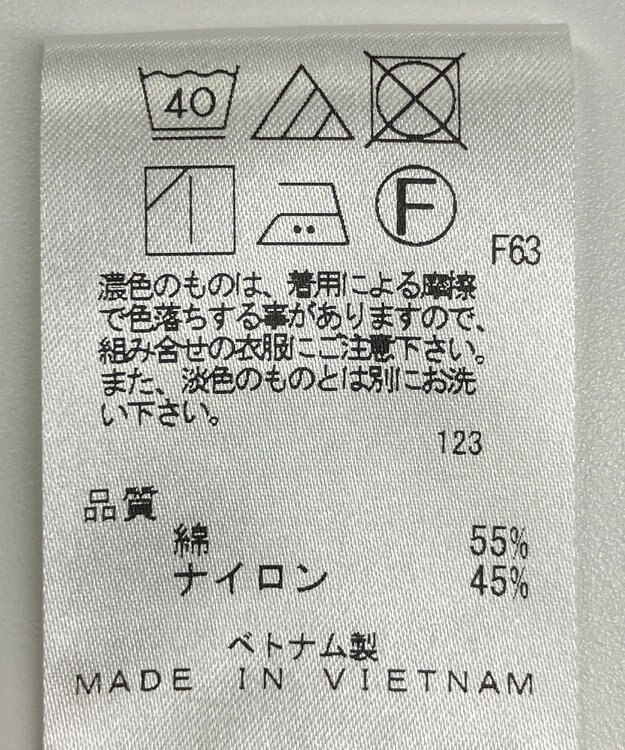 40
F
F63
濃色のものは、着用による摩擦
で色落ちする事がありますので、
組み合せの衣服にご注意下さい。
また、淡色のものとは別にお洗
い下さい。
123
品質
綿 55%
ナイロン 45%
ベトナム製
MADE IN VIETNAM